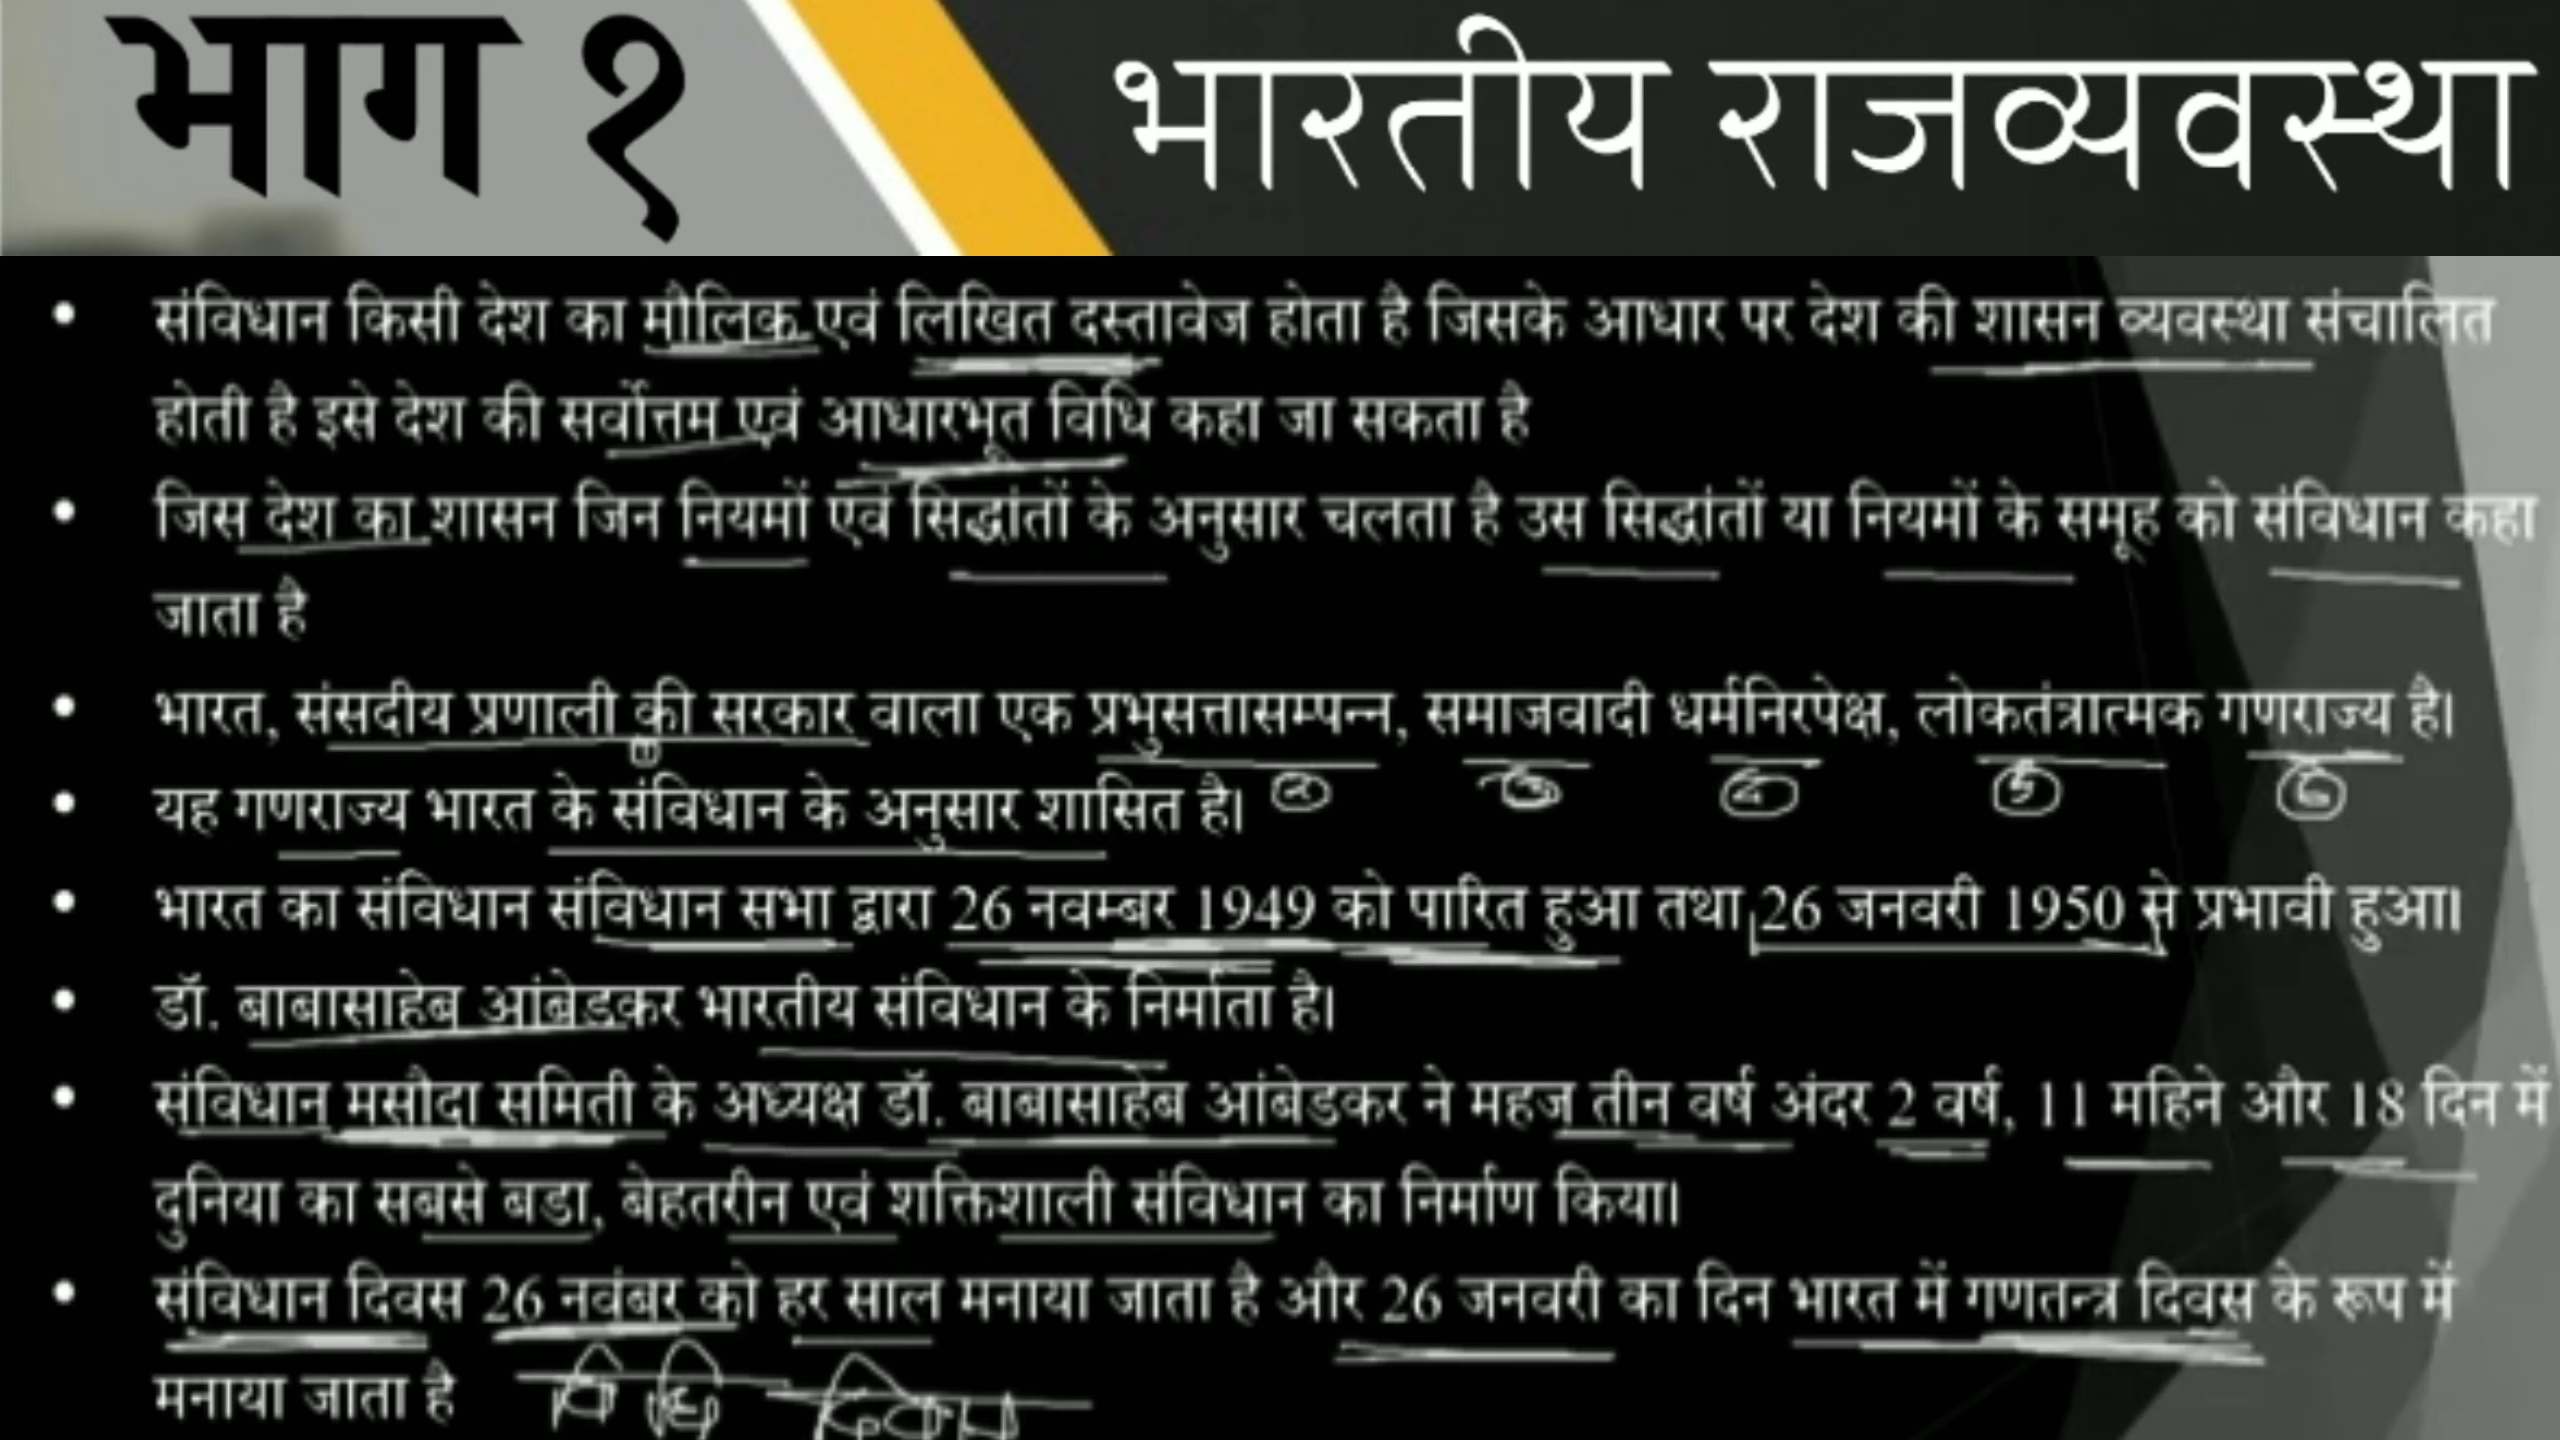 भाग १
भारतीय राजव्यवस्था
• संविधान किसी देश का मौलिक एवं लिखित दस्तावेज होता है जिसके आधार पर देश की शासन व्यवस्था संचालित
होती है इसे देश की सर्वोत्तम एवं आधारभूत विधि कहा जा सकता है
• जिस देश का शासन जिन नियमों एवं सिद्धांतों के अनुसार चलता है उस सिद्धांतों या नियमों के समूह को संविधान कहा
जाता है
• भारत, संसदीय प्रणाली की सरकार वाला एक प्रभुसत्तासम्पन्न, समाजवादी धर्मनिरपेक्ष, लोकतंत्रात्मक गणराज्य है।
• यह गणराज्य भारत के संविधान के अनुसार शासित है।
• भारत का संविधान संविधान सभा द्वारा 26 नवम्बर 1949 को पारित हुआ तथा 26 जनवरी 1950 से प्रभावी हुआ।
• डॉ. बाबासाहेब आंबेडकर भारतीय संविधान के निर्माता है।
• संविधान मसौदा समिती के अध्यक्ष डॉ. बाबासाहेब आंबेडकर ने महज तीन वर्ष अंदर 2 वर्ष, 11 महिने और 18 दिन में
दुनिया का सबसे बडा, बेहतरीन एवं शक्तिशाली संविधान का निर्माण किया।
• संविधान दिवस 26 नवंबर को हर साल मनाया जाता है और 26 जनवरी का दिन भारत में गणतन्त्र दिवस के रूप में
मनाया जाता है